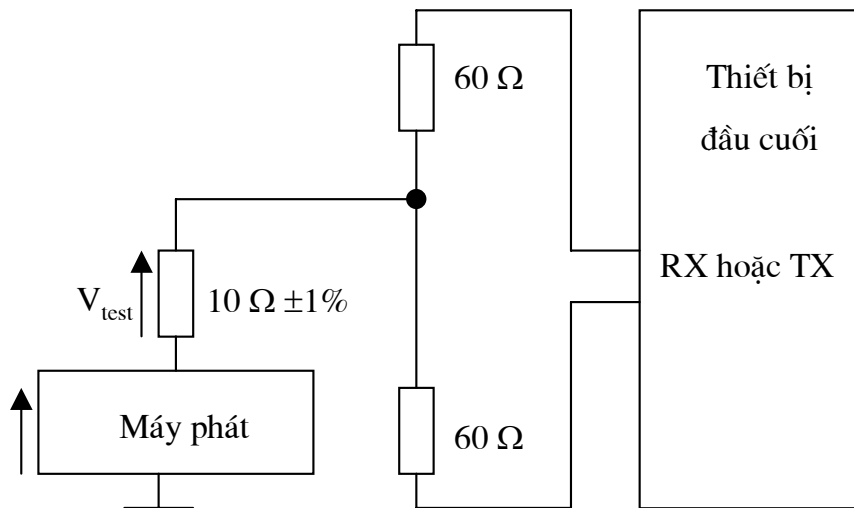 60 Ω
Thiết bị
đầu cuối
RX hoặc TX
V_test
10 Ω ±1%
Máy phát
60 Ω